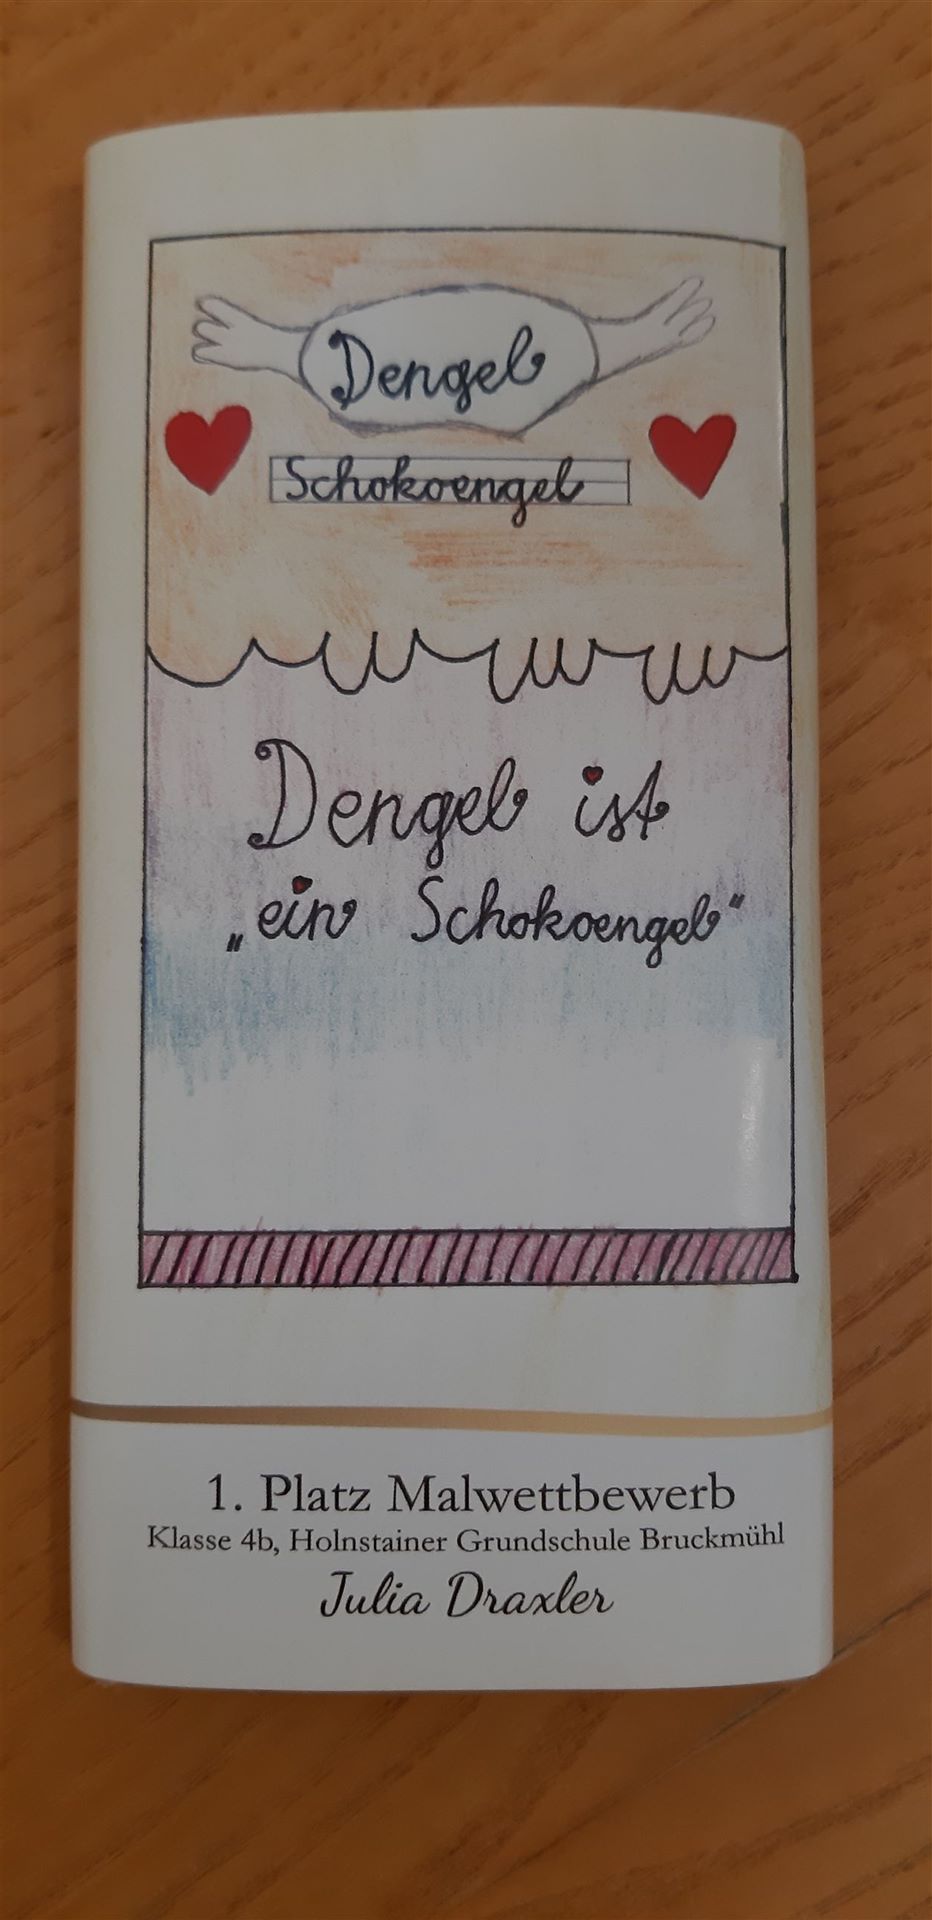 Dengel
Schokoengel
Dengel ist
„ein Schokoengel"
1. Platz Malwettbewerb
Klasse 4b, Holnstainer Grundschule Bruckmühl
Julia Draxler